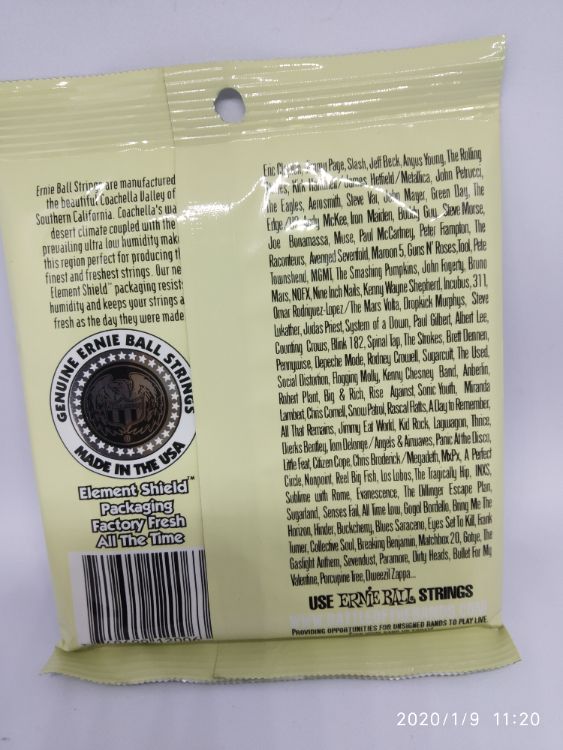 Ernie Ball Strings are manufactured
the beautiful Coachella Valley of
Southern California. Coachella's
desert climate coupled with the
prevailing ultra low humidity
this region perfect for producing
finest and freshest strings. Our
Element Shield™ packaging
humidity and keeps your strings
fresh as the day they were made
GENUINE ERNIE BALL STRINGS
MADE IN THE USA
Element Shield™
Packaging
Factory Fresh
All The Time
Page, Slash, Jeff Beck, Angus Young, The Rolling
Kirk Hetfield/Metallica, John Petrucci,
The Eagles, Aerosmith, Steve Vai, John Mayer, Green Day, The
Edge/ McKee, Iron Maiden, Buddy Guy, Steve Morse,
Joe Bonamassa, Muse, Paul McCartney, Peter Frampton, The
Raconteurs, Avenged Sevenfold, Maroon 5, Guns N' Roses, Tool, Pete
Townshend, MGMT, The Smashing Pumpkins, John Fogerty, Bruno
Mars, NOFX, Nine Inch Nails, Kenny Wayne Shepherd, Incubus, 311,
Omar Rodriguez-Lopez/The Mars Volta, Dropkick Murphys, Steve
Lukather, Judas Priest, System of a Down, Paul Gilbert, Albert Lee,
Counting Crows, Blink 182, Spinal Tap, The Strokes, Brett Dennen,
Pennywise, Depeche Mode, Rodney Crowell, Sugarcult, The Used,
Social Distortion, Flogging Molly, Kenny Chesney Band, Anberlin,
Robert Plant, Big & Rich, Rise Against, Sonic Youth, Miranda
Lambert, Chris Cornell, Snow Patrol, Rascal Flatts, A Day to Remember,
All That Remains, Jimmy Eat World, Kid Rock, Lagwagon, Thrice,
Dierks Bentley, Tom Delonge/Angels & Airwaves, Panic At the Disco,
Little Feat, Citizen Cope, Chris Broderick/Megadeth, MxPx, A Perfect
Circle, Nonpoint, Reel Big Fish, Los Lobos, The Tragically Hip, INXS,
Sublime with Rome, Evanescence, The Dillinger Escape Plan,
Sugarland, Senses Fail, All Time Low, Gogol Bordello, Bring Me The
Horizon, Hinder, Buckcherry, Blues Saraceno, Eyes Set To Kill, Frank
Turner, Collective Soul, Breaking Benjamin, Matchbox 20, Gotye, The
Gaslight Anthem, Sevendust, Paramore, Dirty Heads, Bullet For My
Valentine, Porcupine Tree, Dweezil Zappa...
USE ERNIE BALL STRINGS
PROVIDING OPPORTUNITIES FOR UNSIGNED BANDS TO PLAY LIVE
2020/1/9 11:20